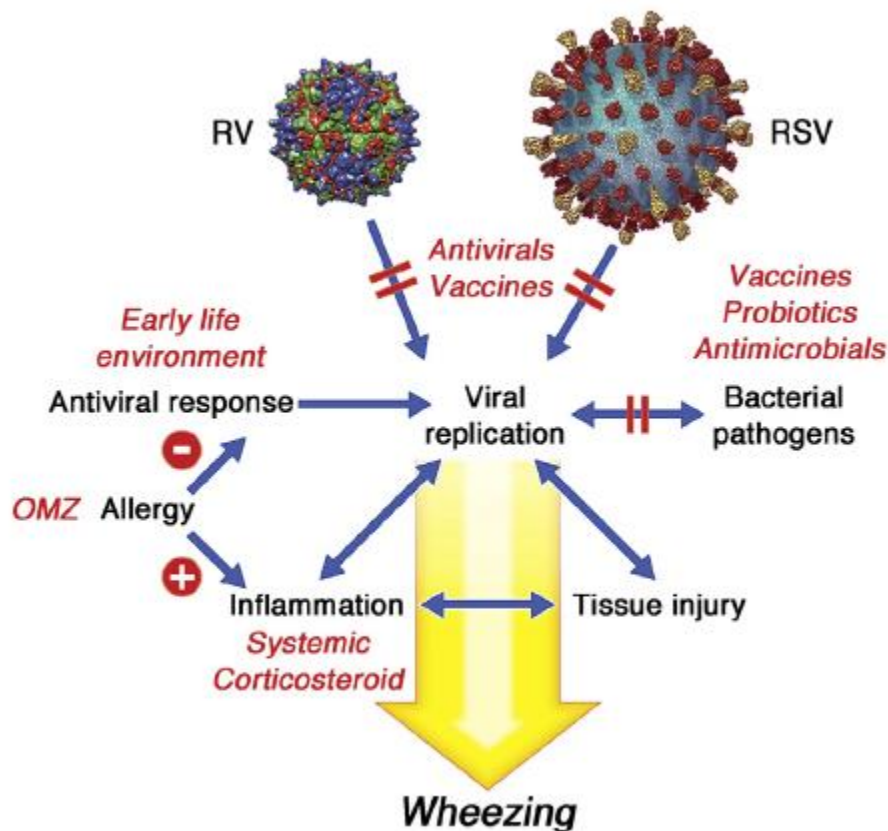 RV
RSV
Antivirals
Vaccines
Vaccines
Probiotics
Antimicrobials
Early life
environment
Antiviral response
Viral
replication
Bacterial
pathogens
-
OMZ Allergy
+
Inflammation
Tissue injury
Systemic
Corticosteroid
Wheezing